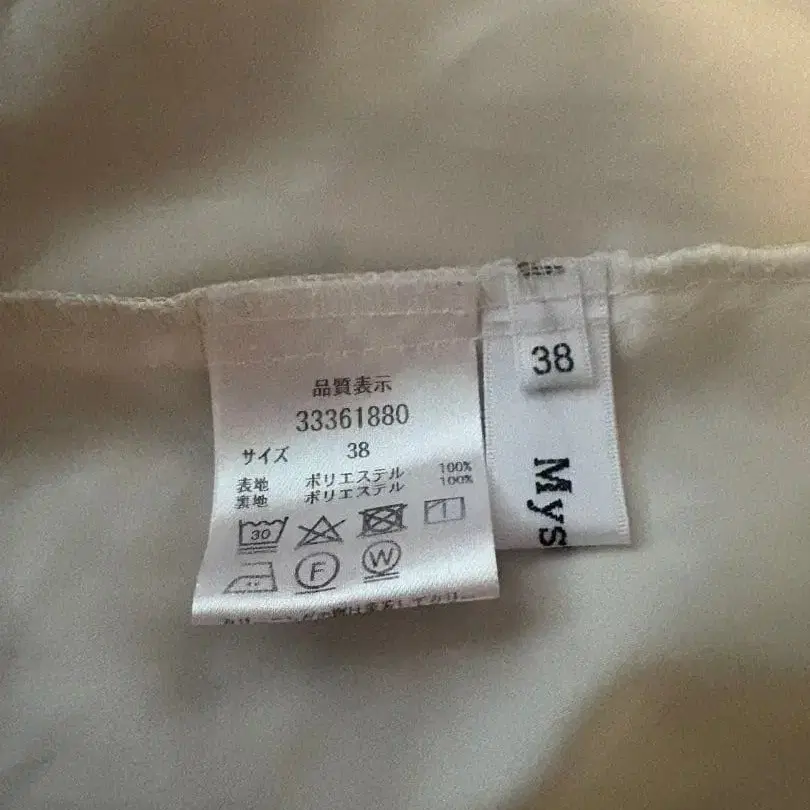 品質表示
33361880
サイズ 38
表地 ポリエステル 100%
裏地 ポリエステル 100%
30
F
W
38
Mys